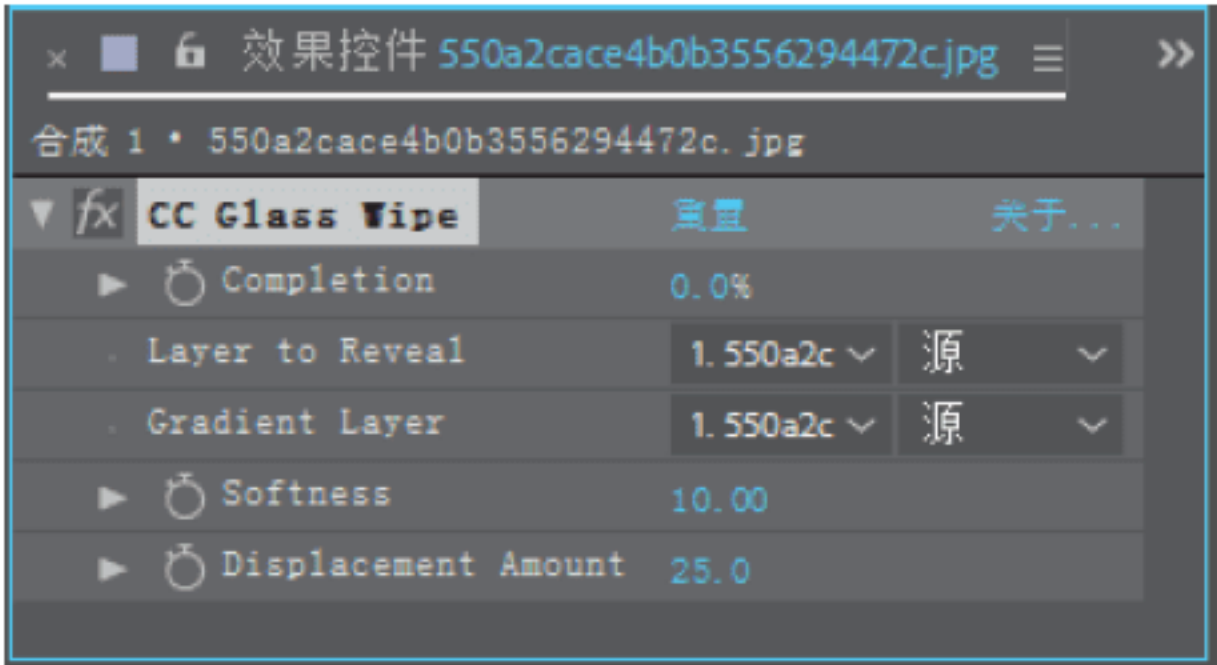 效果控件 550a2cace4b0b3556294472c.jpg
合成 1 • 550a2cace4b0b3556294472c.jpg
fx CC Glass Wipe 重置 关于...
Completion 0.0%
Layer to Reveal 1. 550a2c 源
Gradient Layer 1. 550a2c 源
Softness 10.00
Displacement Amount 25.0